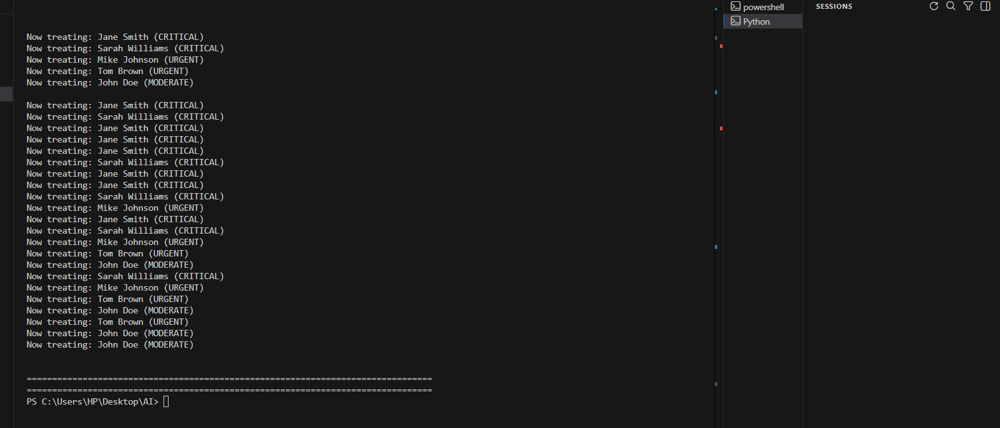 powershell
Python
SESSIONS
Now treating: Jane Smith (CRITICAL)
Now treating: Sarah Williams (CRITICAL)
Now treating: Mike Johnson (URGENT)
Now treating: Tom Brown (URGENT)
Now treating: John Doe (MODERATE)
Now treating: Jane Smith (CRITICAL)
Now treating: Sarah Williams (CRITICAL)
Now treating: Jane Smith (CRITICAL)
Now treating: Jane Smith (CRITICAL)
Now treating: Jane Smith (CRITICAL)
Now treating: Sarah Williams (CRITICAL)
Now treating: Jane Smith (CRITICAL)
Now treating: Jane Smith (CRITICAL)
Now treating: Sarah Williams (CRITICAL)
Now treating: Mike Johnson (URGENT)
Now treating: Jane Smith (CRITICAL)
Now treating: Sarah Williams (CRITICAL)
Now treating: Mike Johnson (URGENT)
Now treating: Tom Brown (URGENT)
Now treating: John Doe (MODERATE)
Now treating: Sarah Williams (CRITICAL)
Now treating: Mike Johnson (URGENT)
Now treating: Tom Brown (URGENT)
Now treating: John Doe (MODERATE)
Now treating: Tom Brown (URGENT)
Now treating: John Doe (MODERATE)
Now treating: John Doe (MODERATE)
================================================================================
================================================================================
PS C:\Users\HP\Desktop\AI>